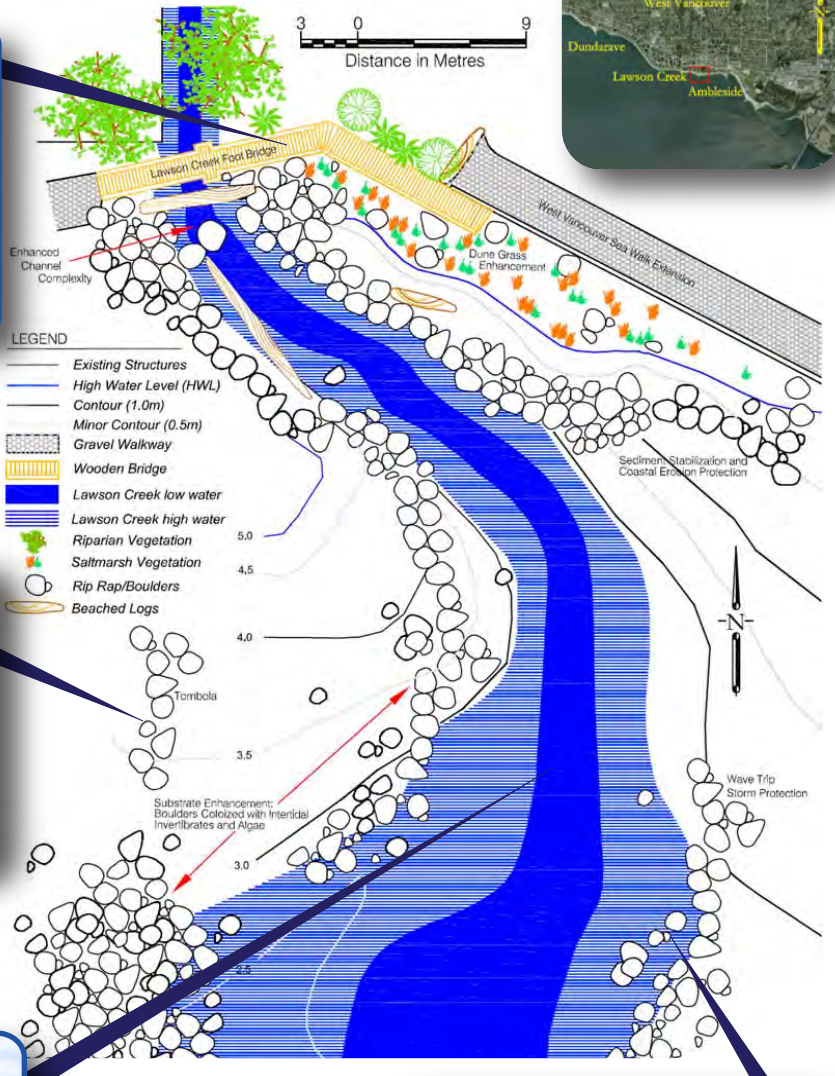 3
0
9
Distance in Metres
West Vancouver
N
Dundarave
Lawson Creek
Ambleside
Lawson Creek Foot Bridge
West Vancouver Sea Walk Extension
Enhanced
Channel
Complexity
Dune Grass
Enhancement
LEGEND
Existing Structures
High Water Level (HWL)
Contour (1.0m)
Minor Contour (0.5m)
Gravel Walkway
Wooden Bridge
Lawson Creek low water
Lawson Creek high water
Riparian Vegetation
Saltmarsh Vegetation
Rip Rap/Boulders
Beached Logs
Sediment Stabilization and
Coastal Erosion Protection
5.0
4.5
4.0
-N-
Tombola
3.5
Wave Trip
Storm Protection
Substrate Enhancement:
Boulders Coloized with Intertidal
Invertibrates and Algae
3.0
2.5